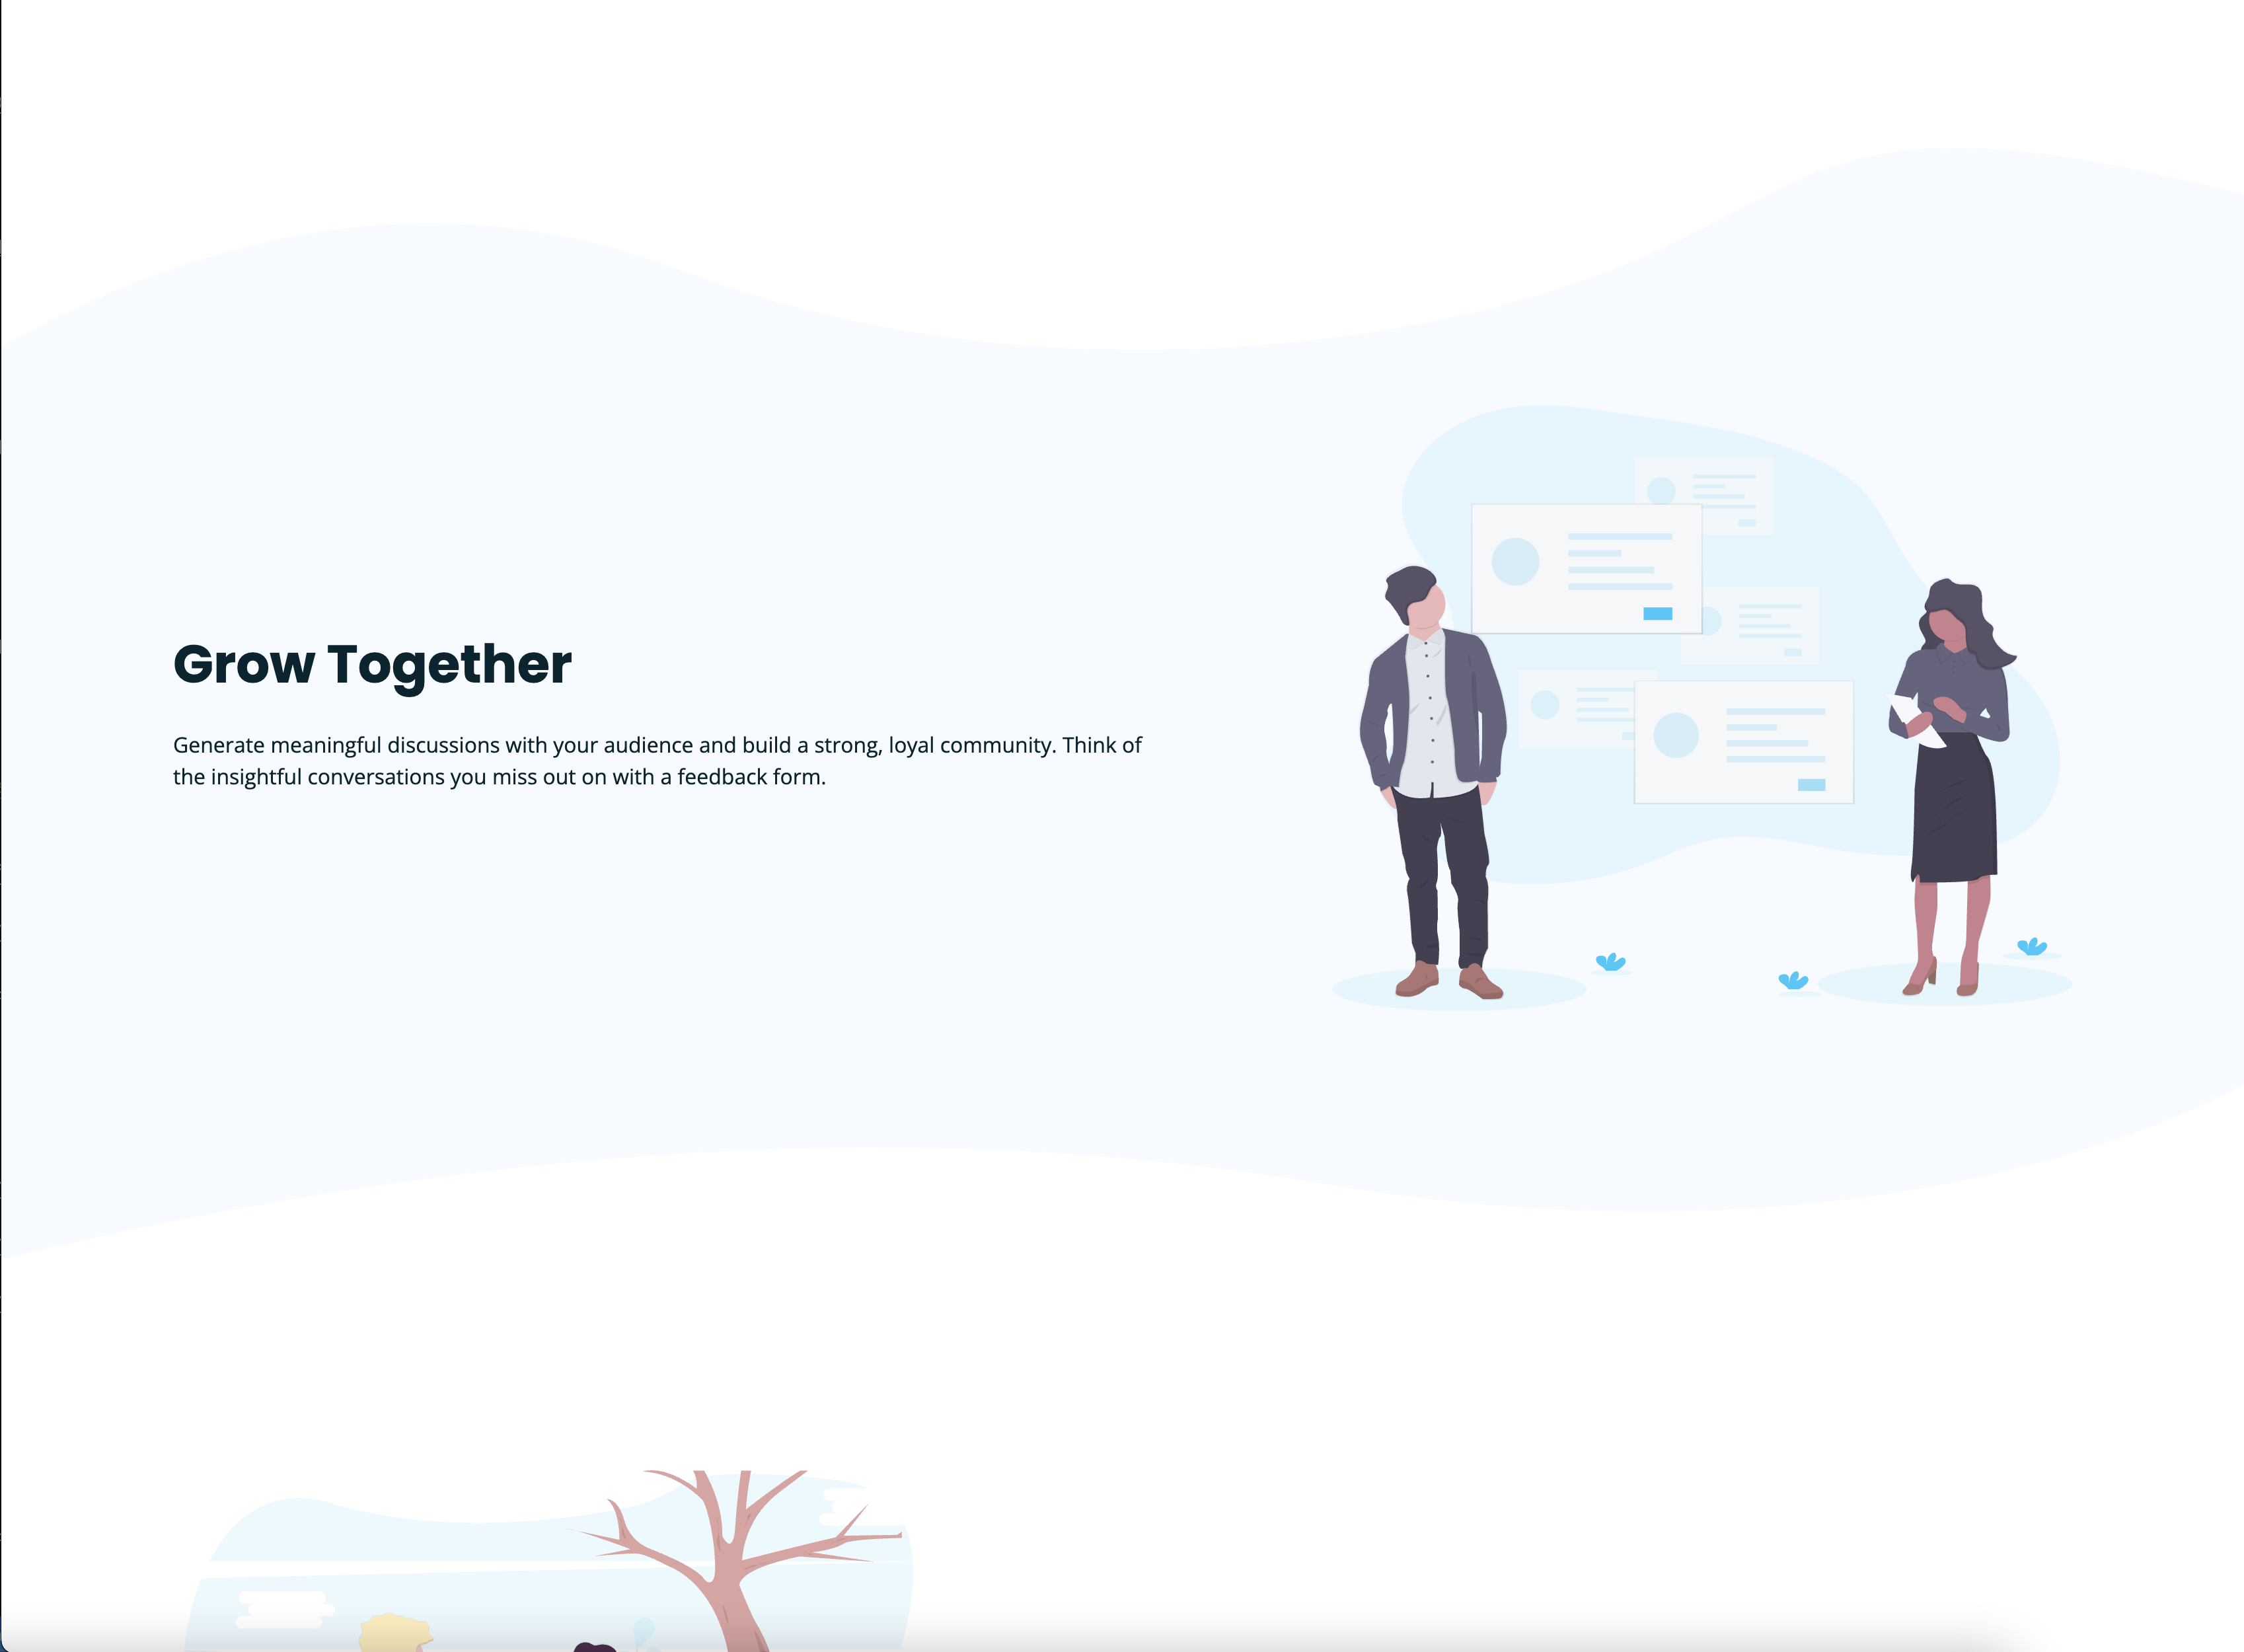 Grow Together
Generate meaningful discussions with your audience and build a strong, loyal community. Think of
the insightful conversations you miss out on with a feedback form.